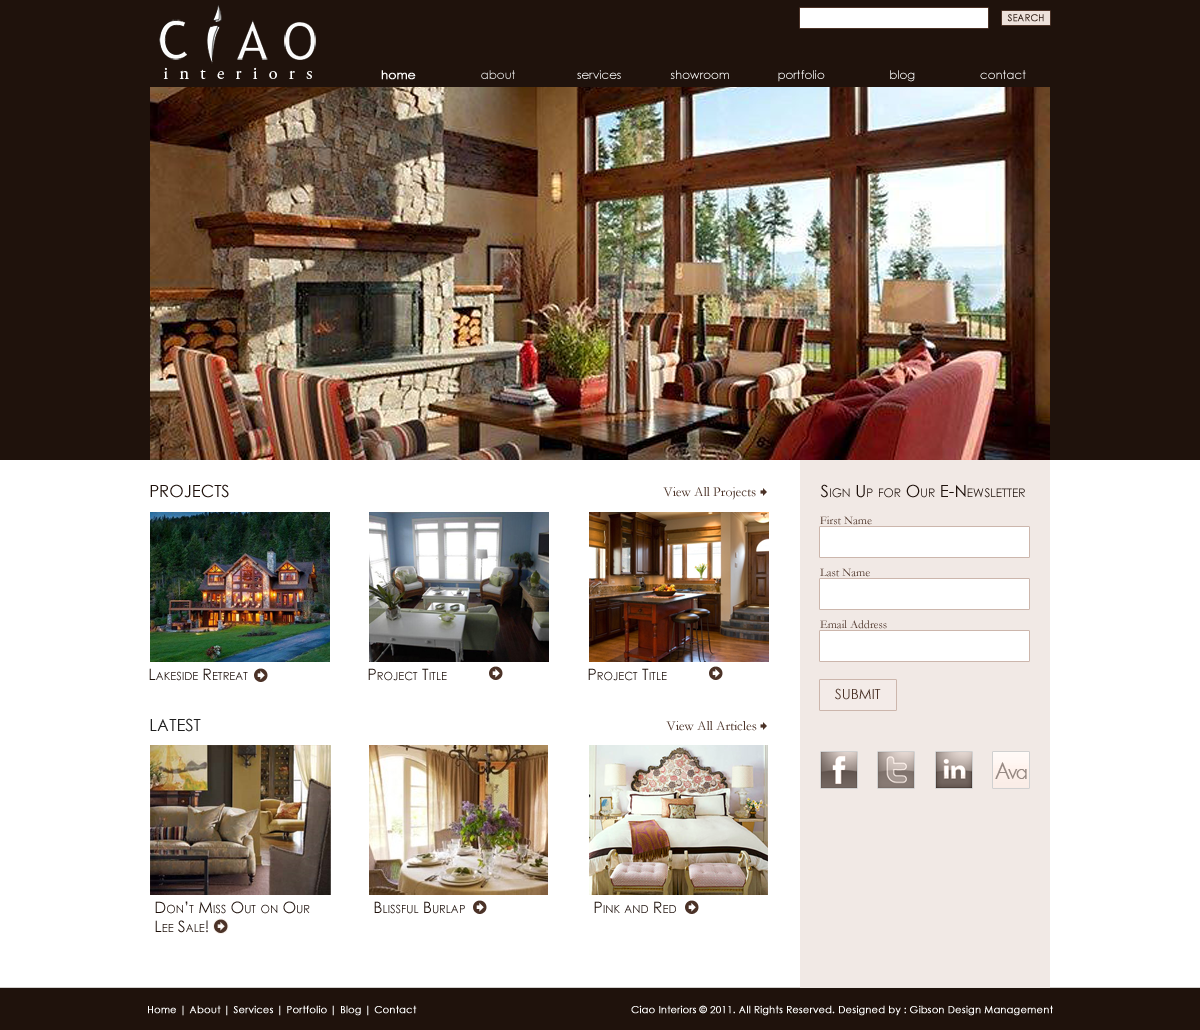 CiAO
interiors
SEARCH
home about services showroom portfolio blog contact
PROJECTS
View All Projects
Lakeside Retreat
Project Title
Project Title
LATEST
View All Articles
Don't Miss Out on Our
Lee Sale!
Blissful Burlap
Pink and Red
Sign Up for Our E-Newsletter
First Name
Last Name
Email Address
SUBMIT
f t in Ava
Home | About | Services | Portfolio | Blog | Contact
Ciao Interiors © 2011. All Rights Reserved. Designed by : Gibson Design Management